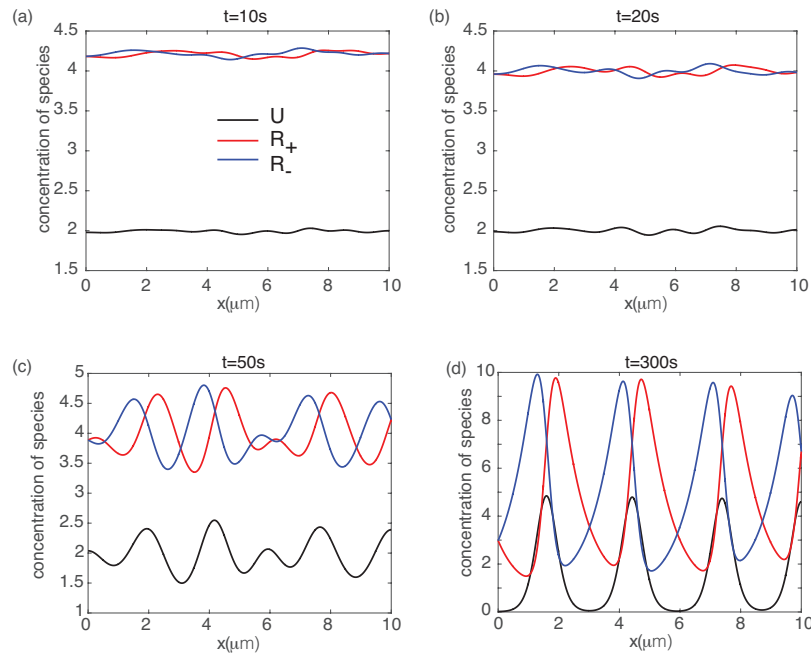 (a)
t=10s
4.5
4
3.5
3
2.5
2
1.5
concentration of species
U
R+
R-
0 2 4 6 8 10
x(μm)
(b)
t=20s
4.5
4
3.5
3
2.5
2
1.5
concentration of species
0 2 4 6 8 10
x(μm)
(c)
t=50s
5
4.5
4
3.5
3
2.5
2
1.5
1
concentration of species
0 2 4 6 8 10
x(μm)
(d)
t=300s
10
8
6
4
2
0
concentration of species
0 2 4 6 8 10
x(μm)